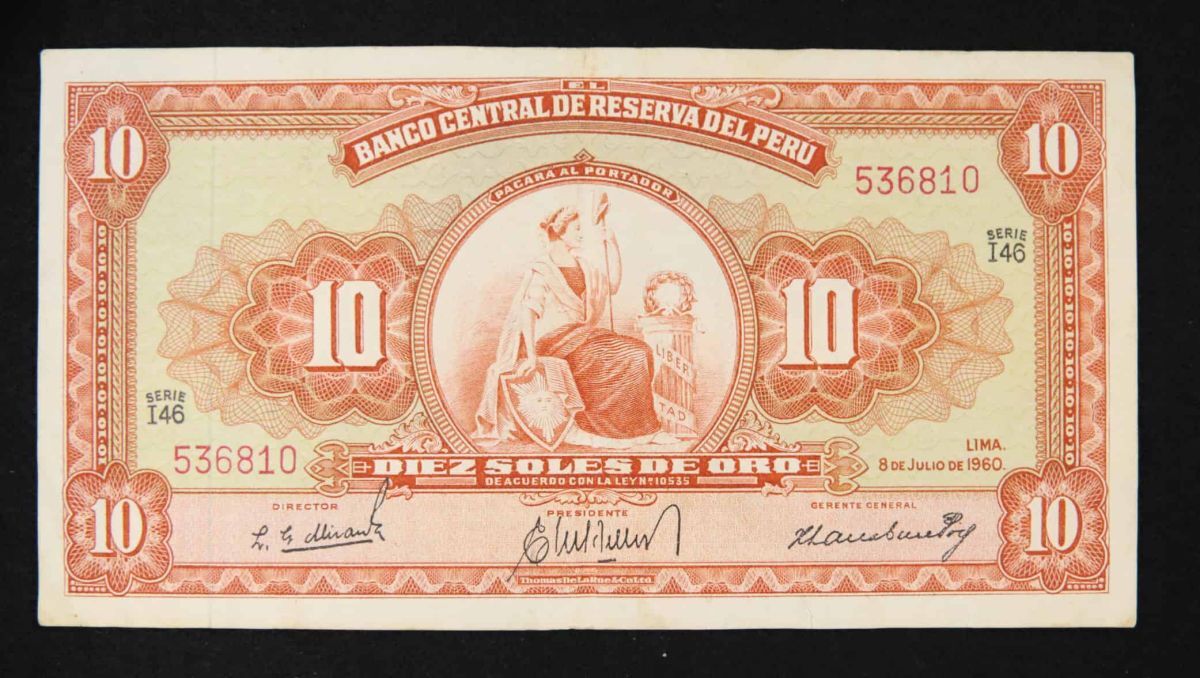 EL
BANCO CENTRAL DE RESERVA DEL PERU
10
10
PAGARA AL PORTADOR
536810
SERIE
I46
10
10
LIBER
TAD
SERIE
I46
536810
DIEZ SOLES DE ORO
DE ACUERDO CON LA LEY Nº 10535
LIMA.
8 DE JULIO DE 1960.
DIRECTOR
PRESIDENTE
GERENTE GENERAL
10
10
Thomas De La Rue & Co Ltd.